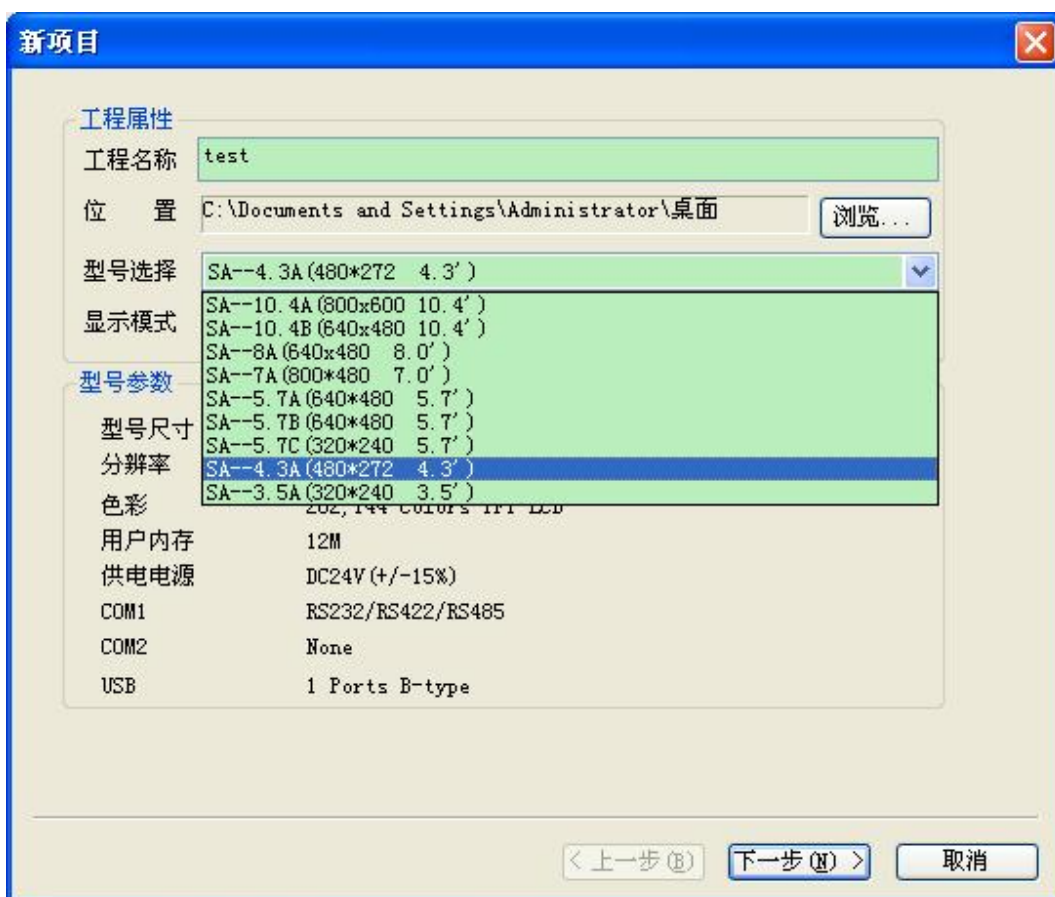 新项目
工程属性
工程名称 test
位 置 C:\Documents and Settings\Administrator\桌面 浏览...
型号选择 SA--4.3A(480*272 4.3')
显示模式
SA--10.4A(800x600 10.4')
SA--10.4B(640x480 10.4')
SA--8A(640x480 8.0')
SA--7A(800*480 7.0')
型号参数
SA--5.7A(640*480 5.7')
型号尺寸
SA--5.7B(640*480 5.7')
SA--5.7C(320*240 5.7')
分辨率
SA--4.3A(480*272 4.3')
SA--3.5A(320*240 3.5')
色彩 262,144 Colors TFT LCD
用户内存 12M
供电电源 DC24V(+/-15%)
COM1 RS232/RS422/RS485
COM2 None
USB 1 Ports B-type
< 上一步(B) 下一步(N) > 取消